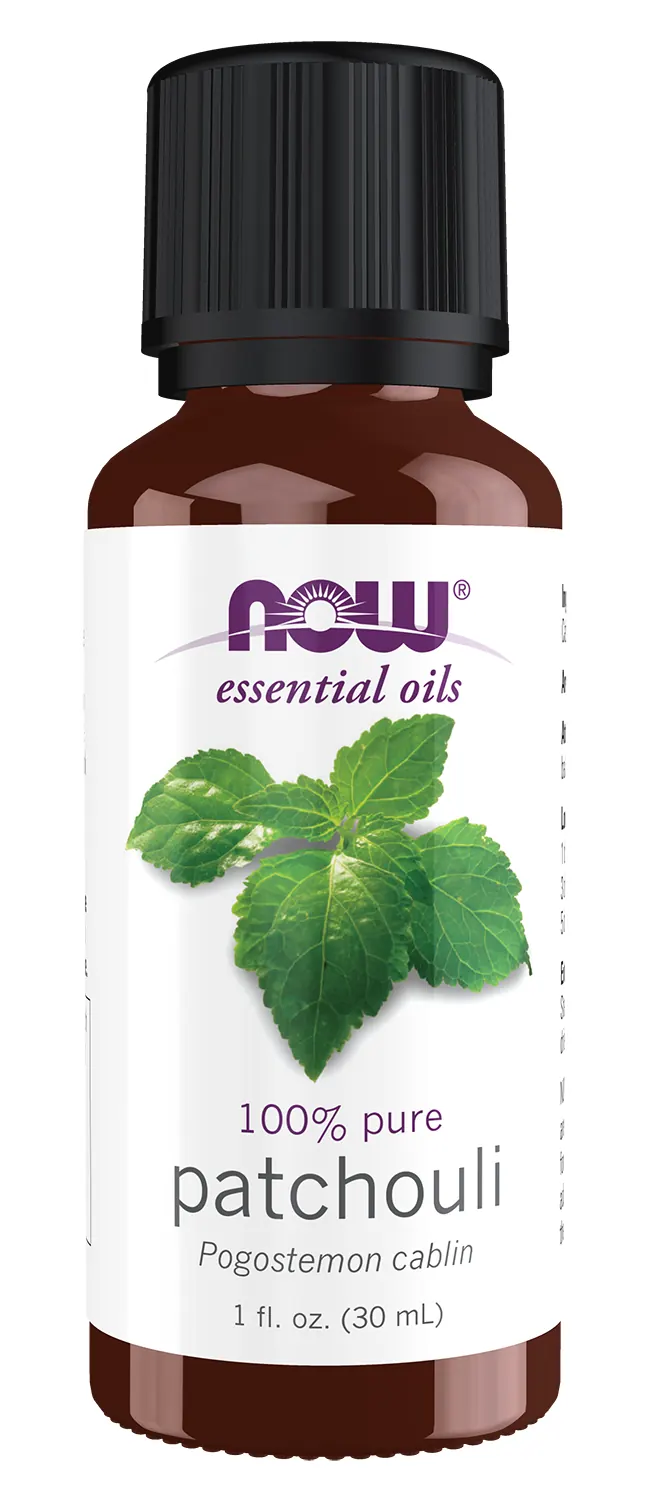 now®
essential oils
100% pure
patchouli
Pogostemon cablin
1 fl. oz. (30 mL)